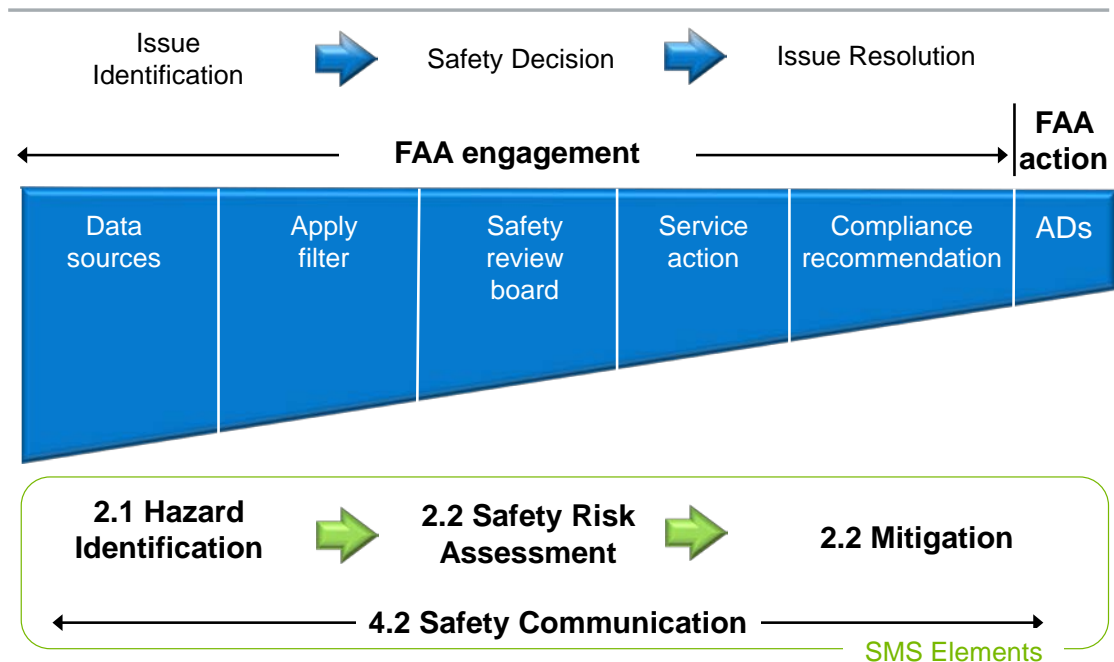 Issue
Identification
Safety Decision
Issue Resolution
FAA engagement
FAA
action
Data
sources
Apply
filter
Safety
review
board
Service
action
Compliance
recommendation
ADs
2.1 Hazard
Identification
2.2 Safety Risk
Assessment
2.2 Mitigation
4.2 Safety Communication
SMS Elements